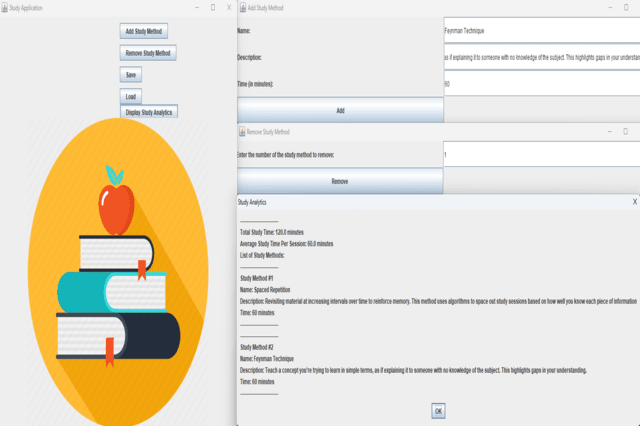 Study Application
Add Study Method
Remove Study Method
Save
Load
Display Study Analytics
Add Study Method
Name:
Feynman Technique
Description:
as if explaining it to someone with no knowledge of the subject. This highlights gaps in your understan
Time (in minutes):
60
Add
Remove Study Method
Enter the number of the study method to remove:
1
Remove
Study Analytics
X
--------------------
Total Study Time: 120.0 minutes
Average Study Time Per Session: 60.0 minutes
List of Study Methods:
--------------------
Study Method #1
Name: Spaced Repetition
Description: Revisiting material at increasing intervals over time to reinforce memory. This method uses algorithms to space out study sessions based on how well you know each piece of information
Time: 60 minutes
--------------------
--------------------
Study Method #2
Name: Feynman Technique
Description: Teach a concept you're trying to learn in simple terms, as if explaining it to someone with no knowledge of the subject. This highlights gaps in your understanding.
Time: 60 minutes
--------------------
OK